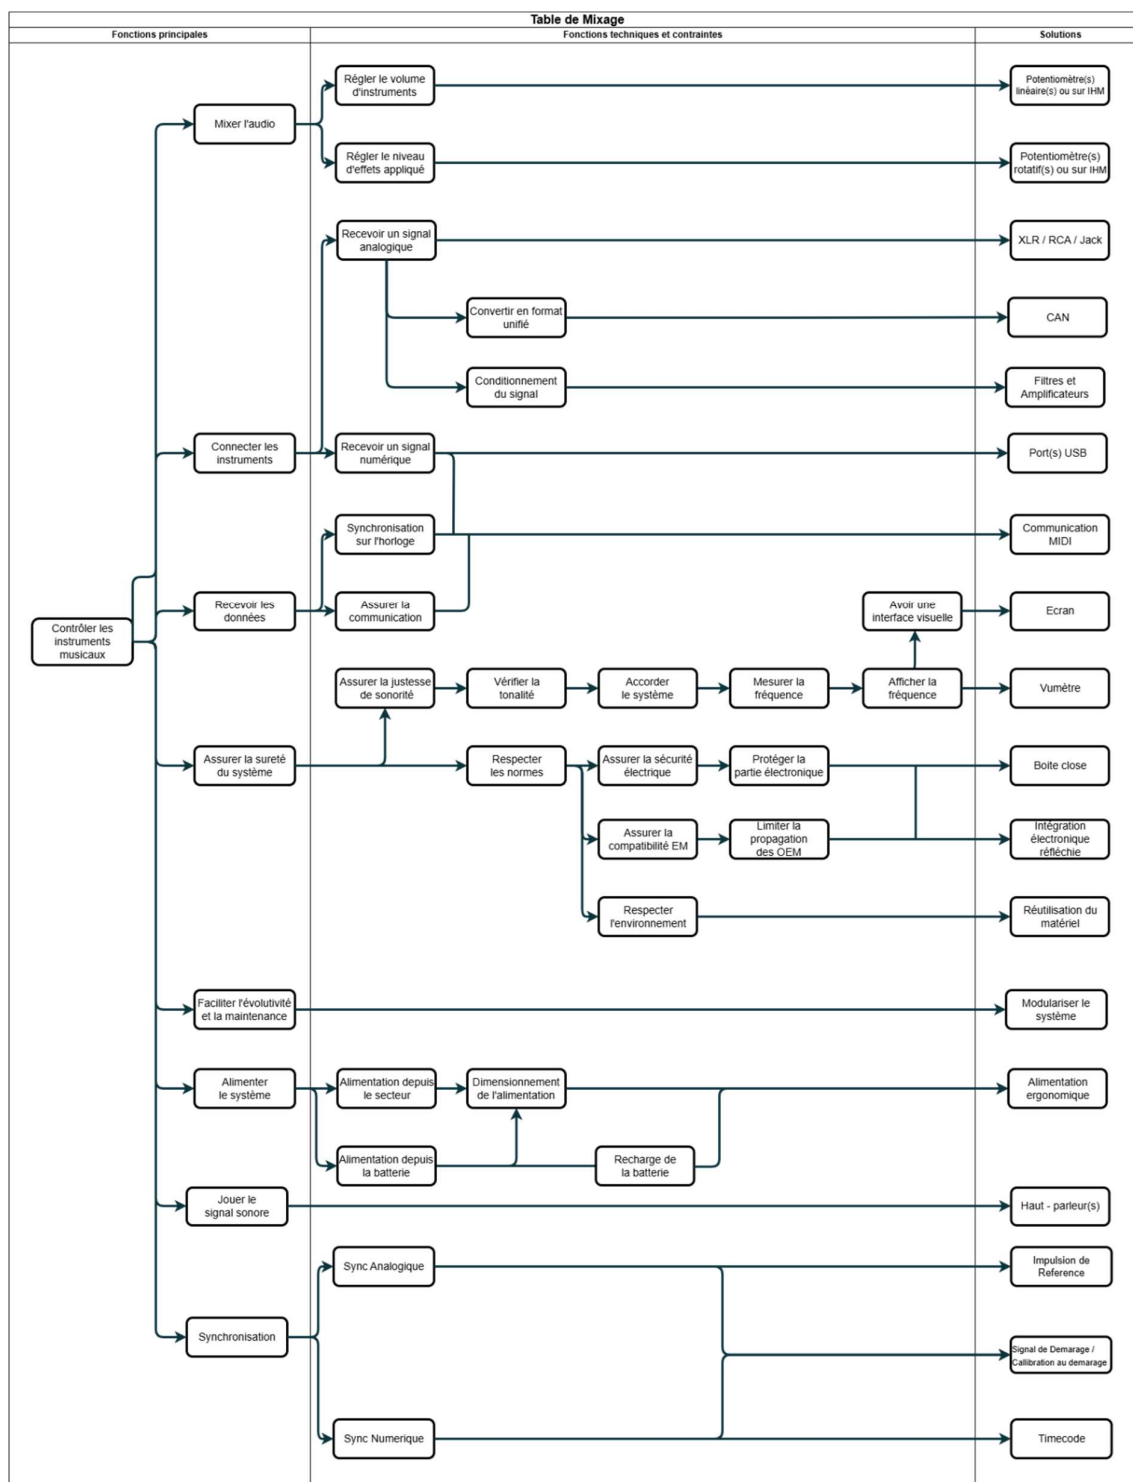 Table de Mixage
Fonctions principales
Fonctions techniques et contraintes
Solutions
Régler le volume
d'instruments
Potentiomètre(s)
linéaire(s) ou sur IHM
Mixer l'audio
Régler le niveau
d'effets appliqué
Potentiomètre(s)
rotatif(s) ou sur IHM
Recevoir un signal
analogique
XLR / RCA / Jack
Convertir en format
unifié
CAN
Conditionnement
du signal
Filtres et
Amplificateurs
Connecter les
instruments
Recevoir un signal
numérique
Port(s) USB
Synchronisation
sur l'horloge
Communication
MIDI
Recevoir les
données
Assurer la
communication
Avoir une
interface visuelle
Ecran
Contrôler les
instruments
musicaux
Assurer la justesse
de sonorité
Vérifier la
tonalité
Accorder
le système
Mesurer la
fréquence
Afficher la
fréquence
Vumètre
Assurer la sureté
du système
Respecter
les normes
Assurer la sécurité
électrique
Protéger la
partie électronique
Boite close
Assurer la
compatibilité EM
Limiter la
propagation
des OEM
Intégration
électronique
réfléchie
Respecter
l'environnement
Réutilisation du
matériel
Faciliter l'évolutivité
et la maintenance
Modulariser le
système
Alimenter
le système
Alimentation depuis
le secteur
Dimensionnement
de l'alimentation
Alimentation
ergonomique
Alimentation depuis
la batterie
Recharge de
la batterie
Jouer le
signal sonore
Haut - parleur(s)
Sync Analogique
Impulsion de
Reference
Synchronisation
Signal de Demarage /
Callibration au demarage
Sync Numerique
Timecode